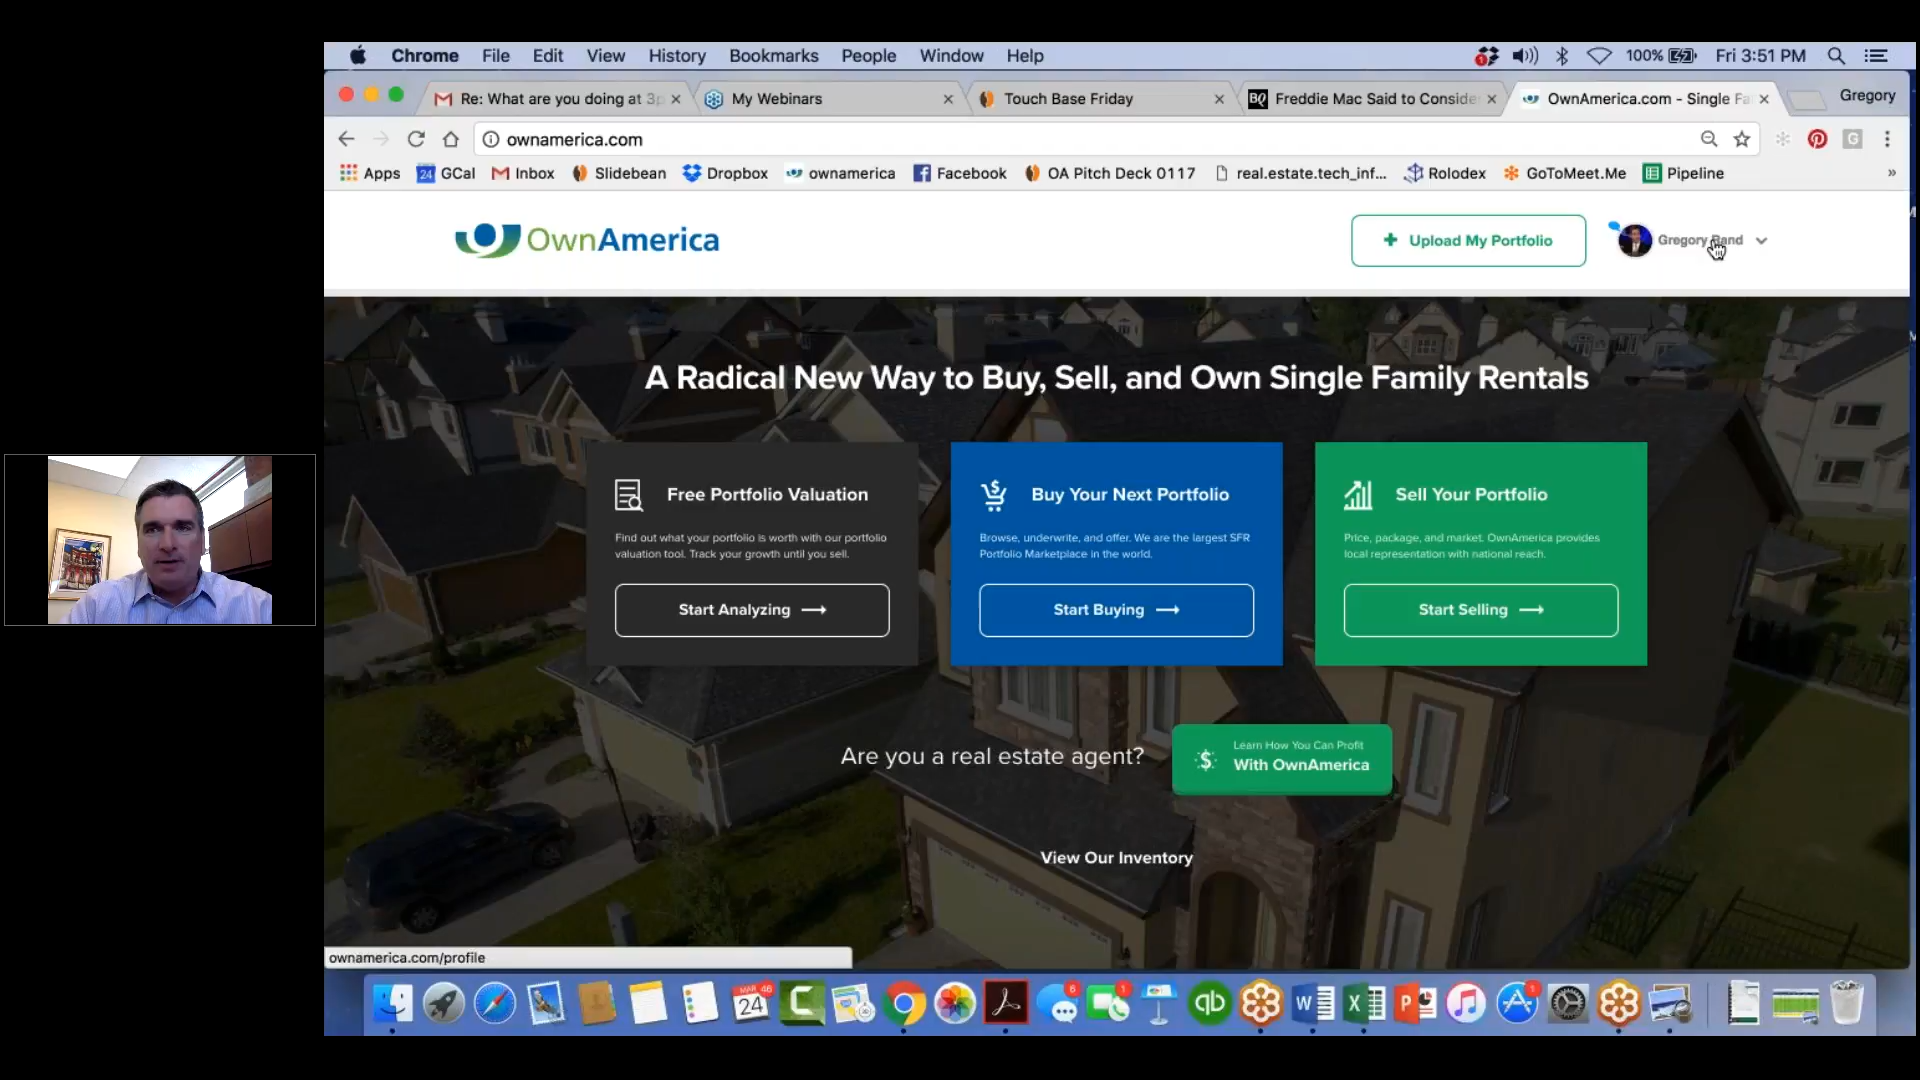 Chrome File Edit View History Bookmarks People Window Help 100% Fri 3:51 PM
Re: What are you doing at 3p My Webinars Touch Base Friday Freddie Mac Said to Conside OwnAmerica.com - Single Fa Gregory
ownamerica.com
Apps GCal Inbox Slidebean Dropbox ownamerica Facebook OA Pitch Deck 0117 real.estate.tech_inf... Rolodex GoToMeet.Me Pipeline »
OwnAmerica + Upload My Portfolio Gregory
A Radical New Way to Buy, Sell, and Own Single Family Rentals
Free Portfolio Valuation
Find out what your portfolio is worth with our portfolio
valuation tool. Track your growth until you sell.
Start Analyzing
Buy Your Next Portfolio
Browse, underwrite, and offer. We are the largest SFR
Portfolio Marketplace in the world.
Start Buying
Sell Your Portfolio
Price, package, and market. OwnAmerica provides
local representation with national reach.
Start Selling
Are you a real estate agent?
Learn How You Can Profit
With OwnAmerica
View Our Inventory
ownamerica.com/profile